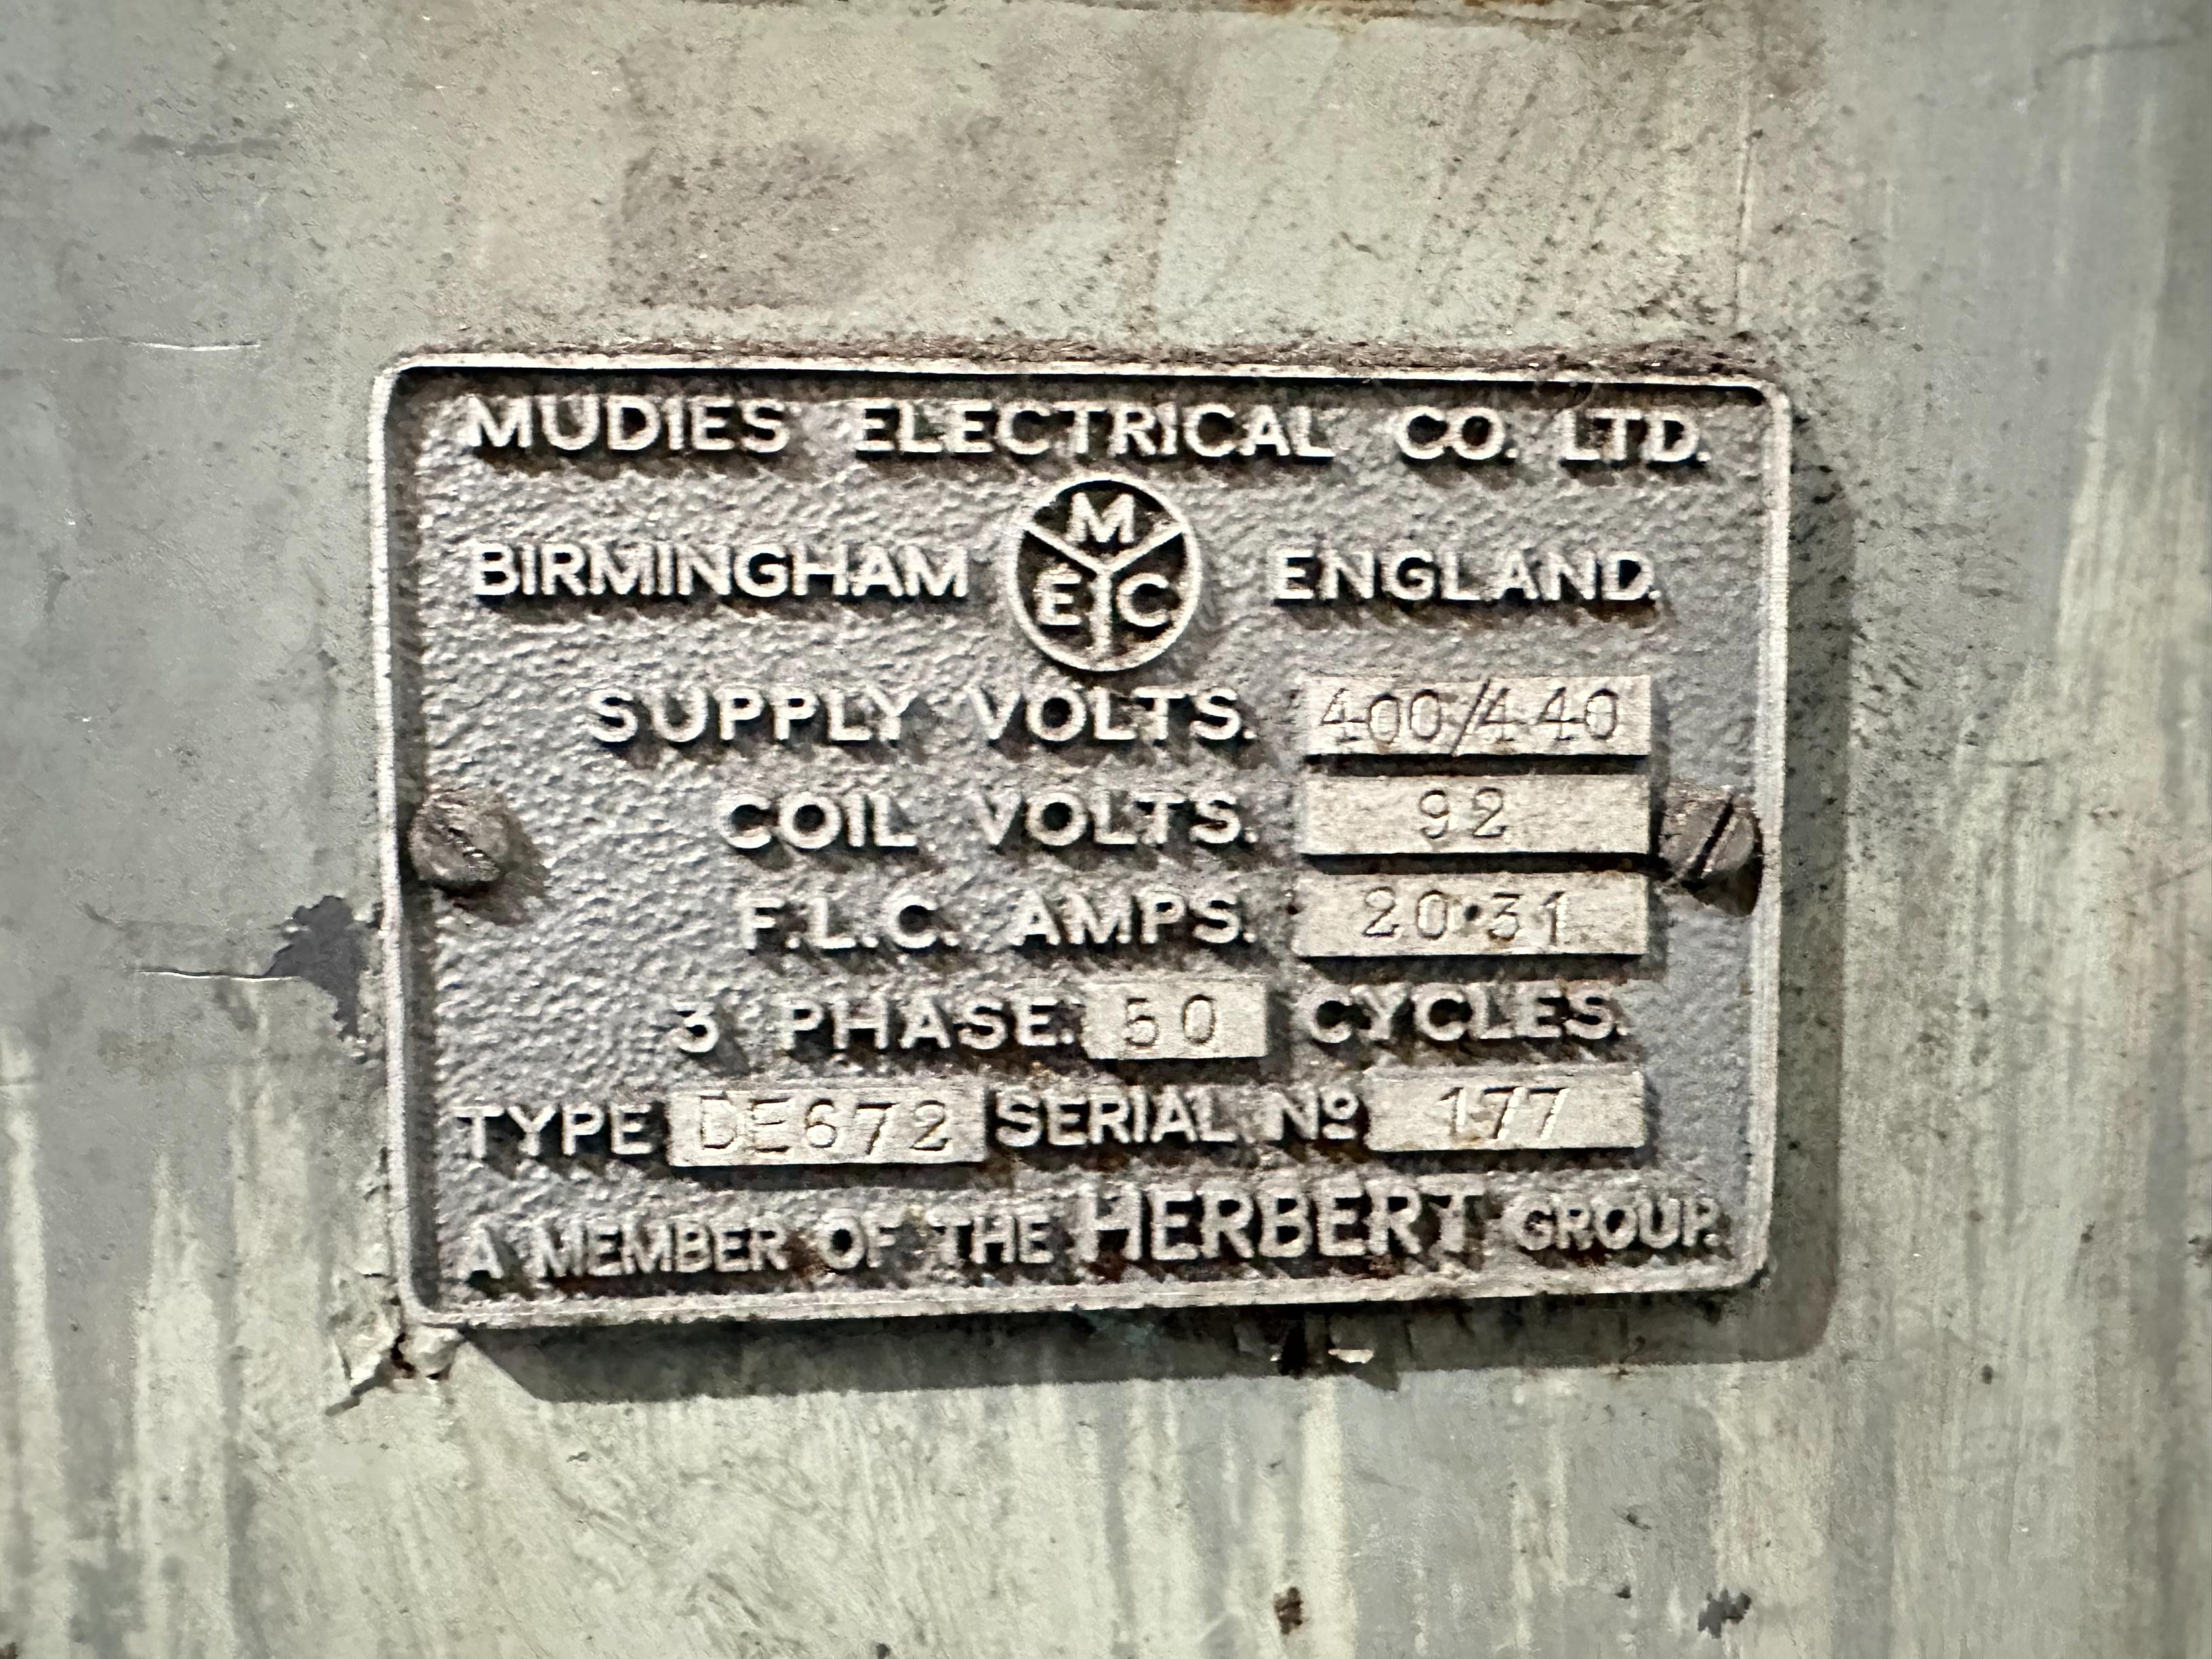 MUDIES ELECTRICAL CO. LTD.
BIRMINGHAM MEC ENGLAND.
SUPPLY VOLTS. 400/440
COIL VOLTS. 92
F.L.C. AMPS. 20·31
3 PHASE. 50 CYCLES.
TYPE DE672 SERIAL Nº 177
A MEMBER OF THE HERBERT GROUP.